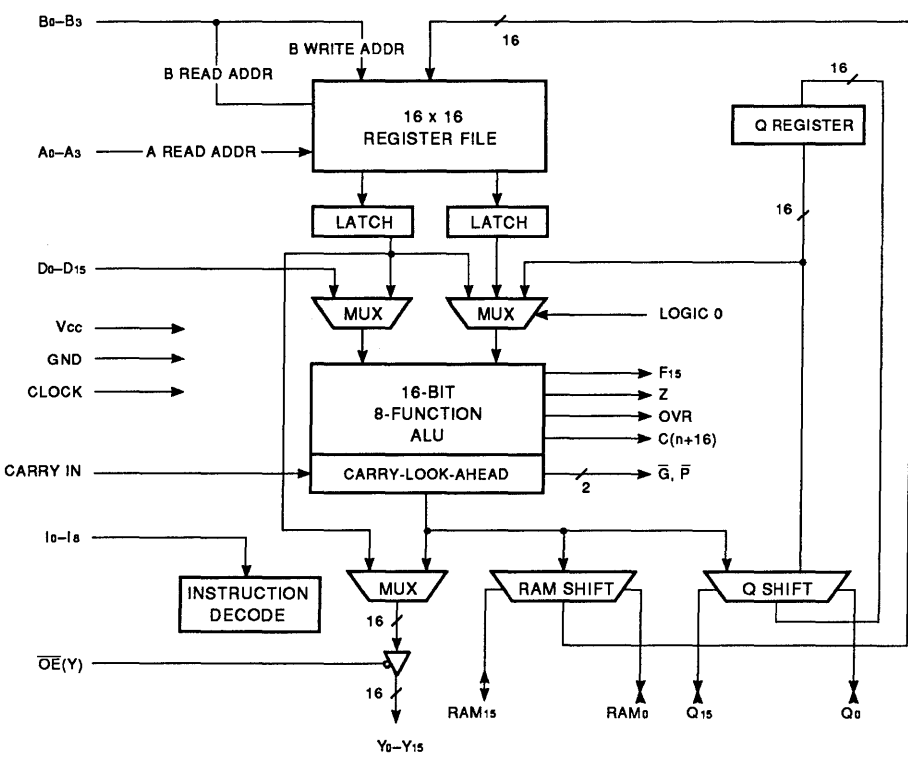 B0–B3
16
B WRITE ADDR
B READ ADDR
16
16 x 16
REGISTER FILE
Q REGISTER
A0–A3
A READ ADDR
16
LATCH
LATCH
D0–D15
MUX
MUX
LOGIC 0
Vcc
GND
CLOCK
16-BIT
8-FUNCTION
ALU
F15
Z
OVR
C(n+16)
CARRY IN
CARRY-LOOK-AHEAD
2
G̅, P̅
I0–I8
INSTRUCTION
DECODE
MUX
RAM SHIFT
Q SHIFT
16
O̅E̅(Y)
16
RAM15
RAM0
Q15
Q0
Y0–Y15